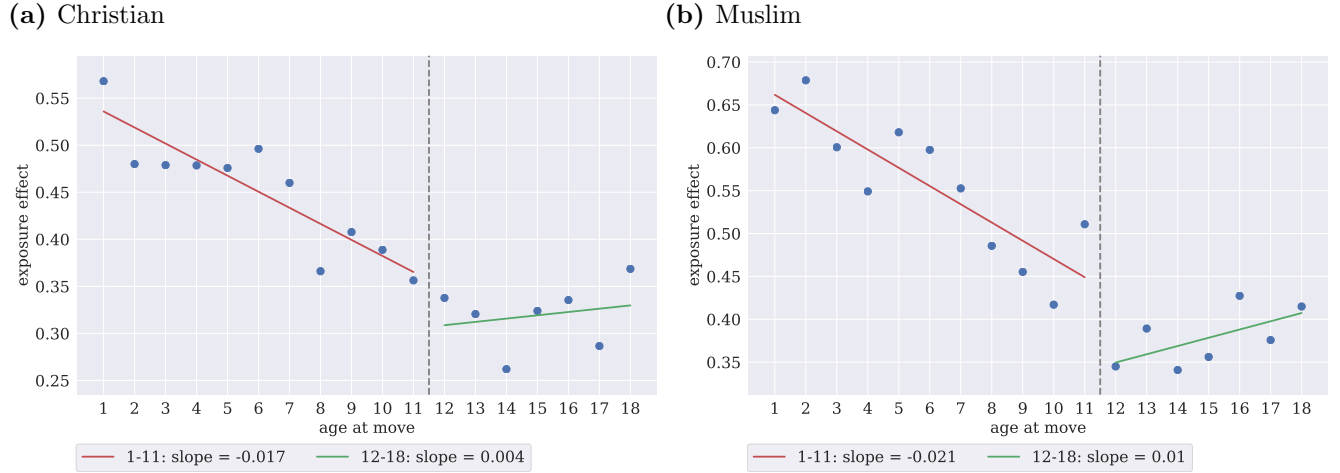 (a) Christian
0.55
0.50
0.45
0.40
0.35
0.30
0.25
exposure effect
1 2 3 4 5 6 7 8 9 10 11 12 13 14 15 16 17 18
age at move
1-11: slope = -0.017 12-18: slope = 0.004
(b) Muslim
0.70
0.65
0.60
0.55
0.50
0.45
0.40
0.35
exposure effect
1 2 3 4 5 6 7 8 9 10 11 12 13 14 15 16 17 18
age at move
1-11: slope = -0.021 12-18: slope = 0.01